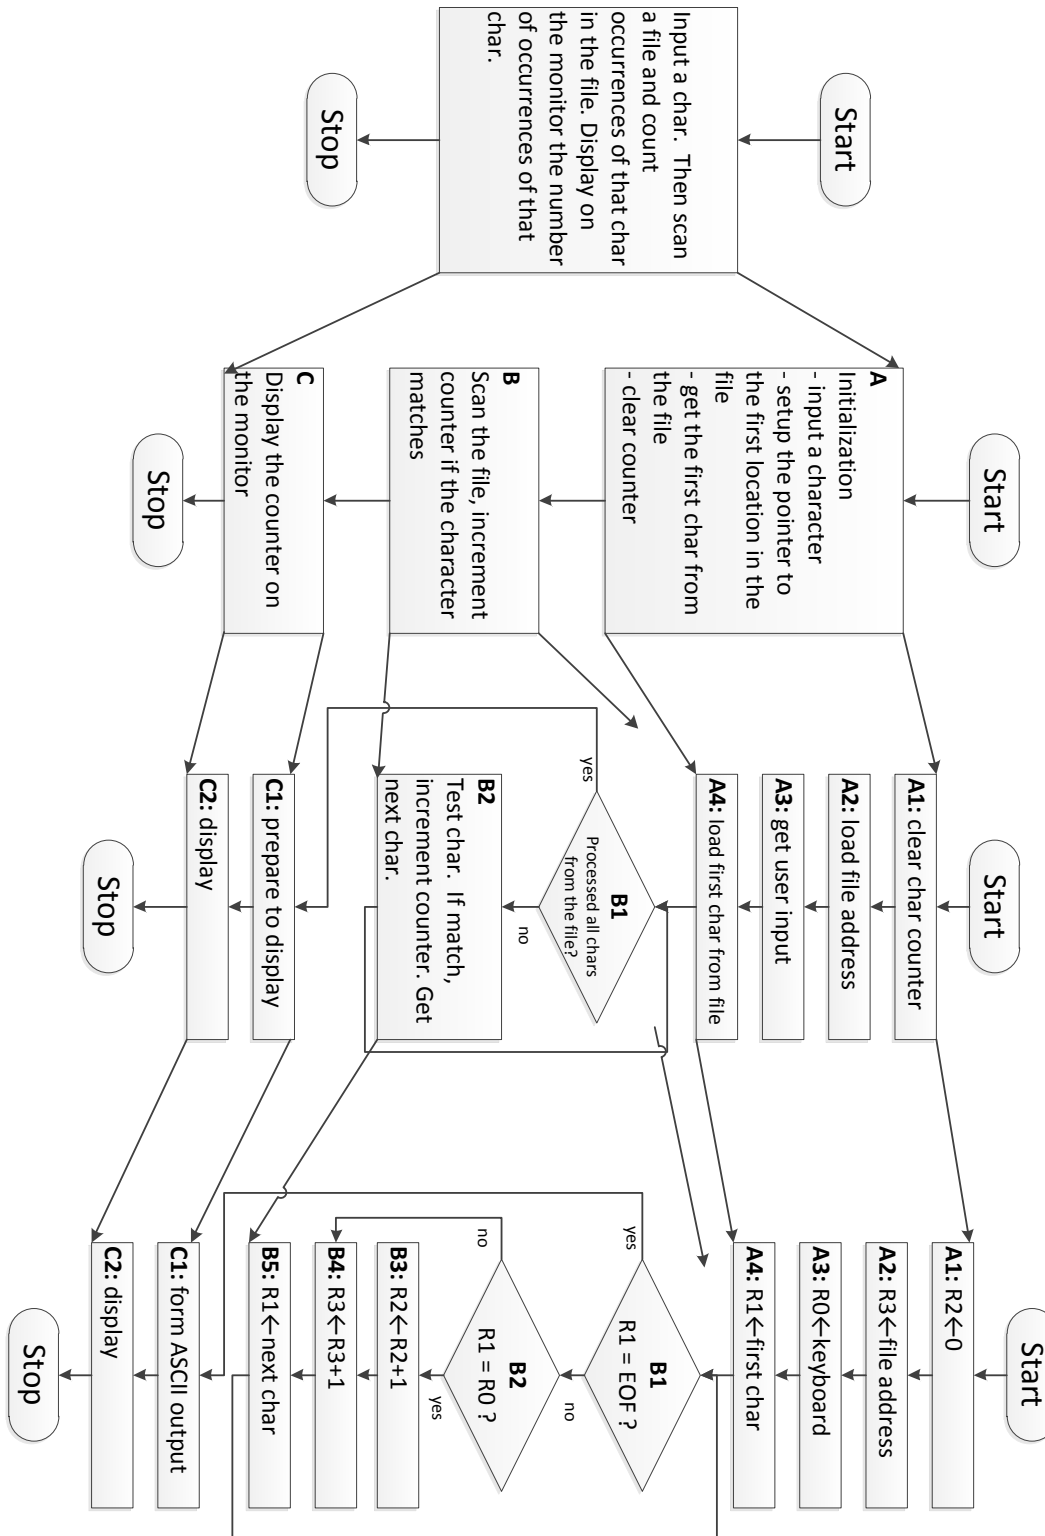 Start
Input a char. Then scan
a file and count
occurrences of that char
in the file. Display on
the monitor the number
of occurrences of that
char.
Stop
Start
A
Initialization
- input a character
- setup the pointer to
the first location in the
file
- get the first char from
the file
- clear counter
B
Scan the file, increment
counter if the character
matches
C
Display the counter on
the monitor
Stop
Start
A1: clear char counter
A2: load file address
A3: get user input
A4: load first char from file
B1
Processed all chars
from the file?
yes
no
B2
Test char. If match,
increment counter. Get
next char.
C1: prepare to display
C2: display
Stop
Start
A1: R2←0
A2: R3←file address
A3: R0←keyboard
A4: R1←first char
B1
R1 = EOF ?
yes
no
B2
R1 = R0 ?
no
yes
B3: R2←R2+1
B4: R3←R3+1
B5: R1←next char
C1: form ASCII output
C2: display
Stop